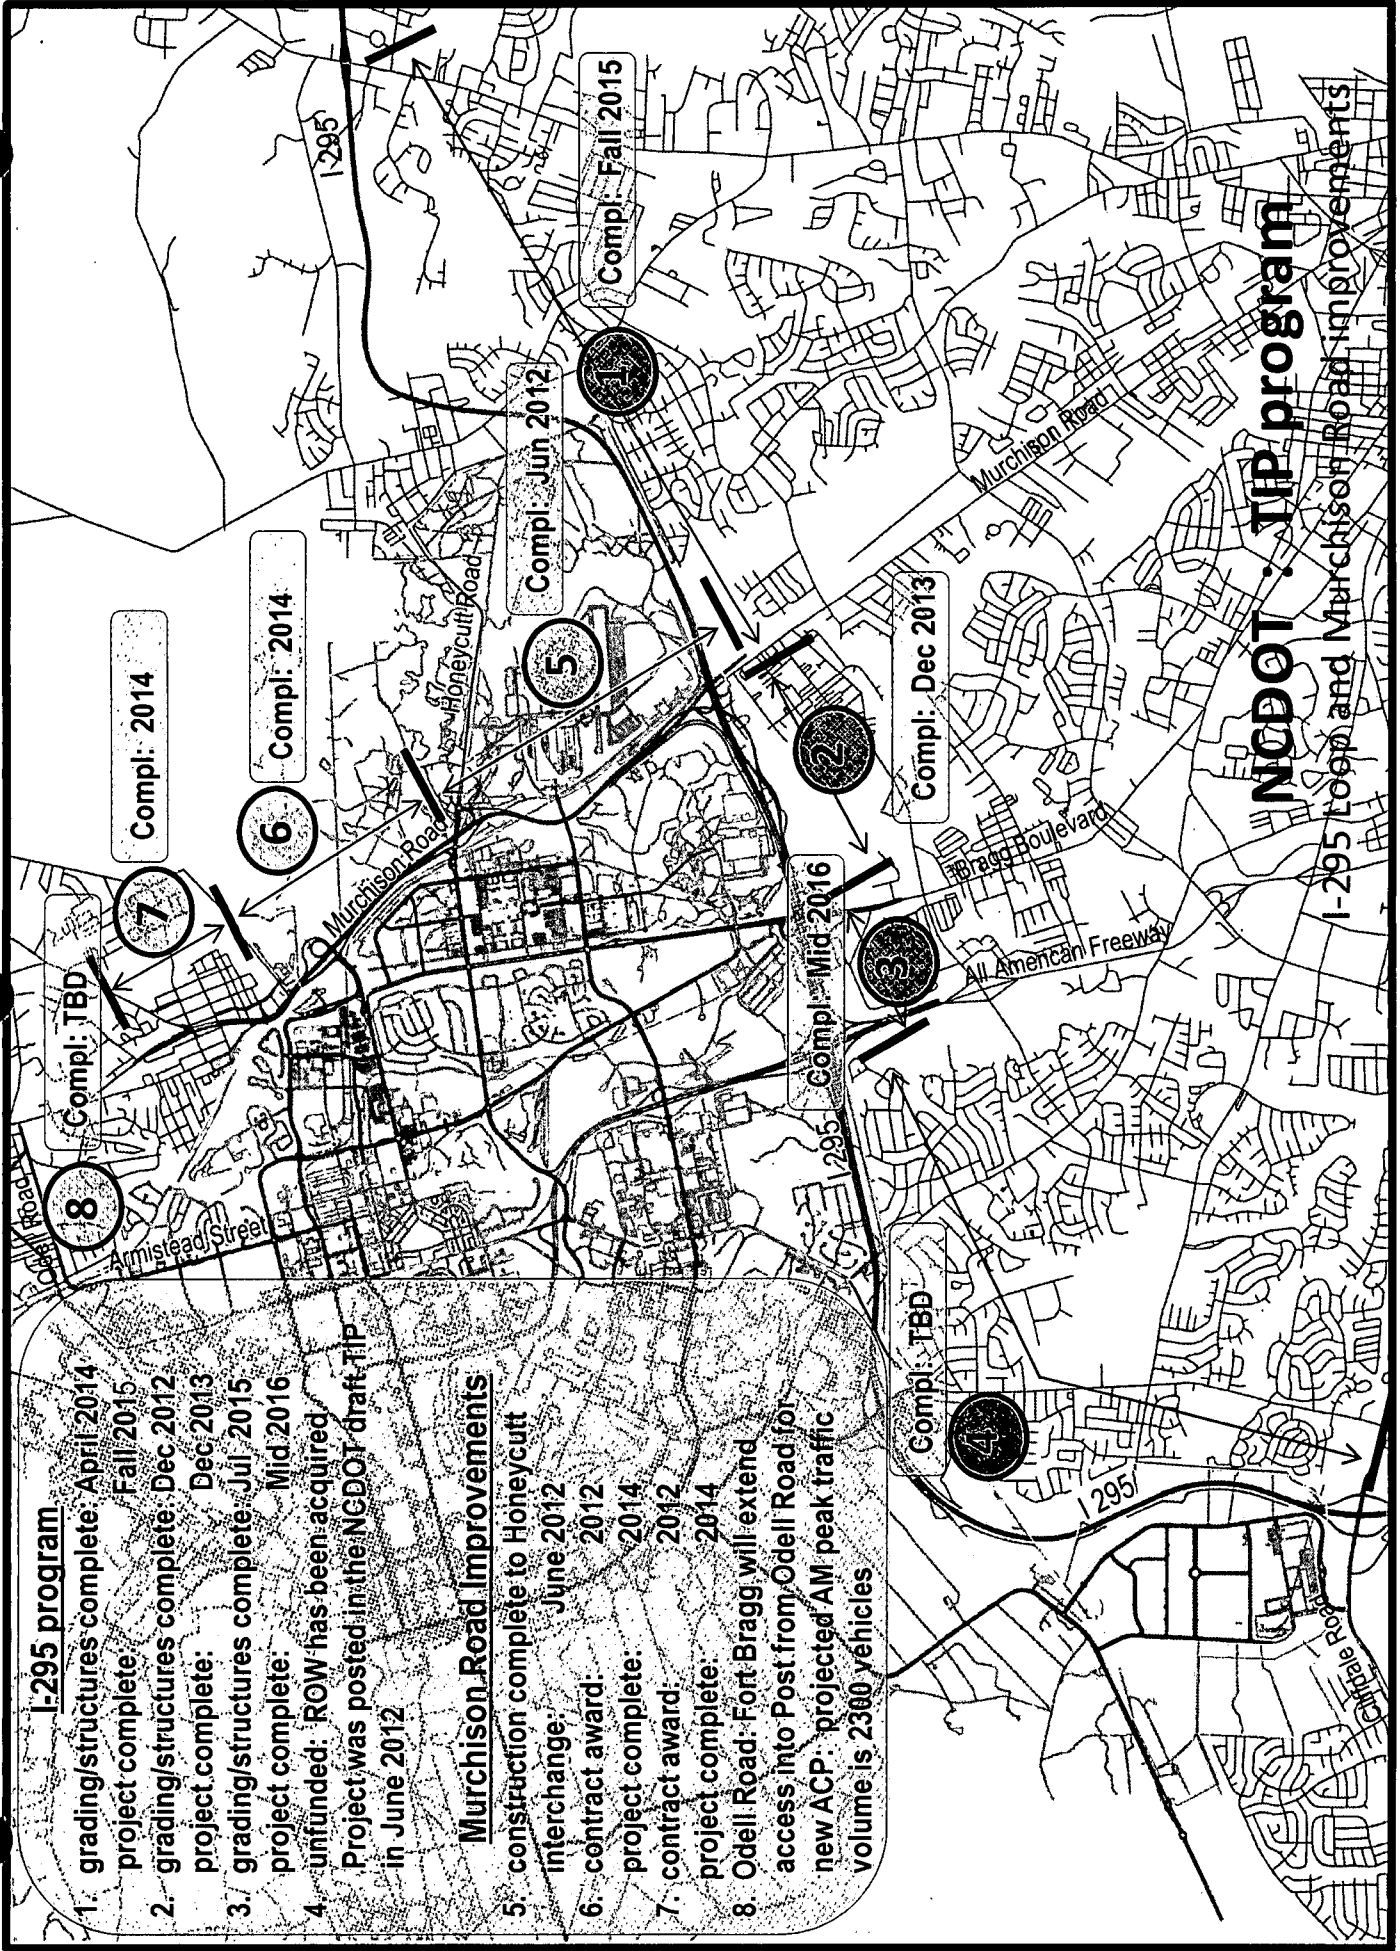 NCDOT : TIP program
I-295 Loop and Murchison Road improvements
I-295 program
1. grading/structures complete: April 2014
project complete: Fall 2015
2. grading/structures complete: Dec 2012
project complete: Dec 2013
3. grading/structures complete: Jul 2015
project complete: Mid 2016
4. unfunded: ROW has been acquired
Project was posted in the NCDOT draft TIP
in June 2012
Murchison Road Improvements
5. construction complete to Honeycutt
interchange: June 2012
6. contract award: 2012
project complete: 2014
7. contract award: 2012
project complete: 2014
8. Odell Road: Fort Bragg will extend
access into Post from Odell Road for
new ACP: projected AM peak traffic
volume is 2300 vehicles
Odell Road
8
Compl: TBD
7
Compl: 2014
6
Compl: 2014
5
Compl: Jun 2012
1
Compl: Fall 2015
2
Compl: Dec 2013
3
Compl: Mid 2016
4
Compl: TBD
Armistead Street
Murchison Road
Honeycutt Road
I-295
Murchison Road
Bragg Boulevard
All American Freeway
I-295
I 295
Cliffdale Road